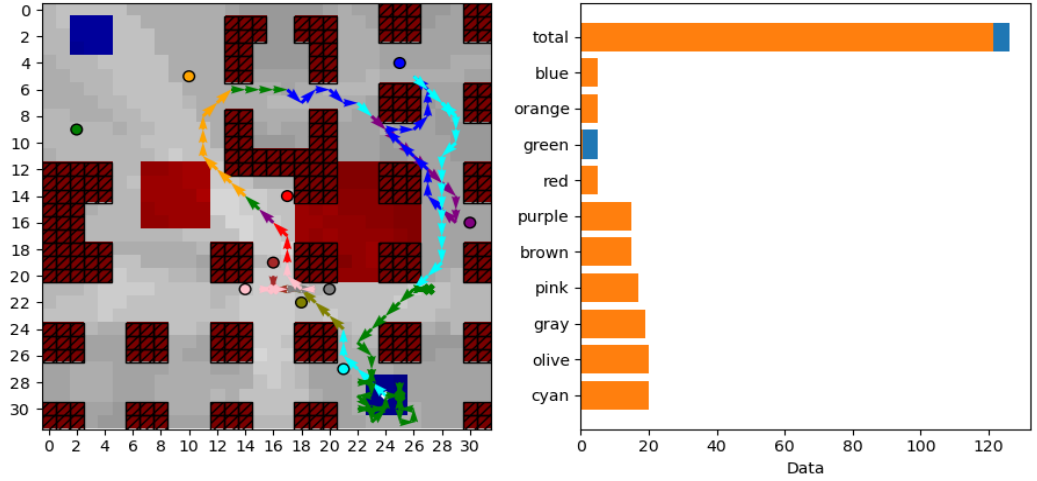 0
2
4
6
8
10
12
14
16
18
20
22
24
26
28
30
0 2 4 6 8 10 12 14 16 18 20 22 24 26 28 30
total
blue
orange
green
red
purple
brown
pink
gray
olive
cyan
0 20 40 60 80 100 120
Data